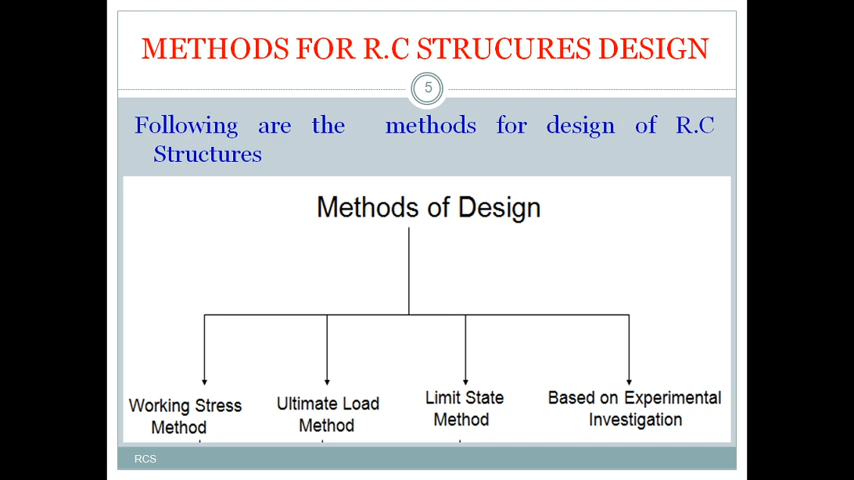 METHODS FOR R.C STRUCURES DESIGN
5
Following are the methods for design of R.C
Structures
Methods of Design
Working Stress
Method
Ultimate Load
Method
Limit State
Method
Based on Experimental
Investigation
RCS